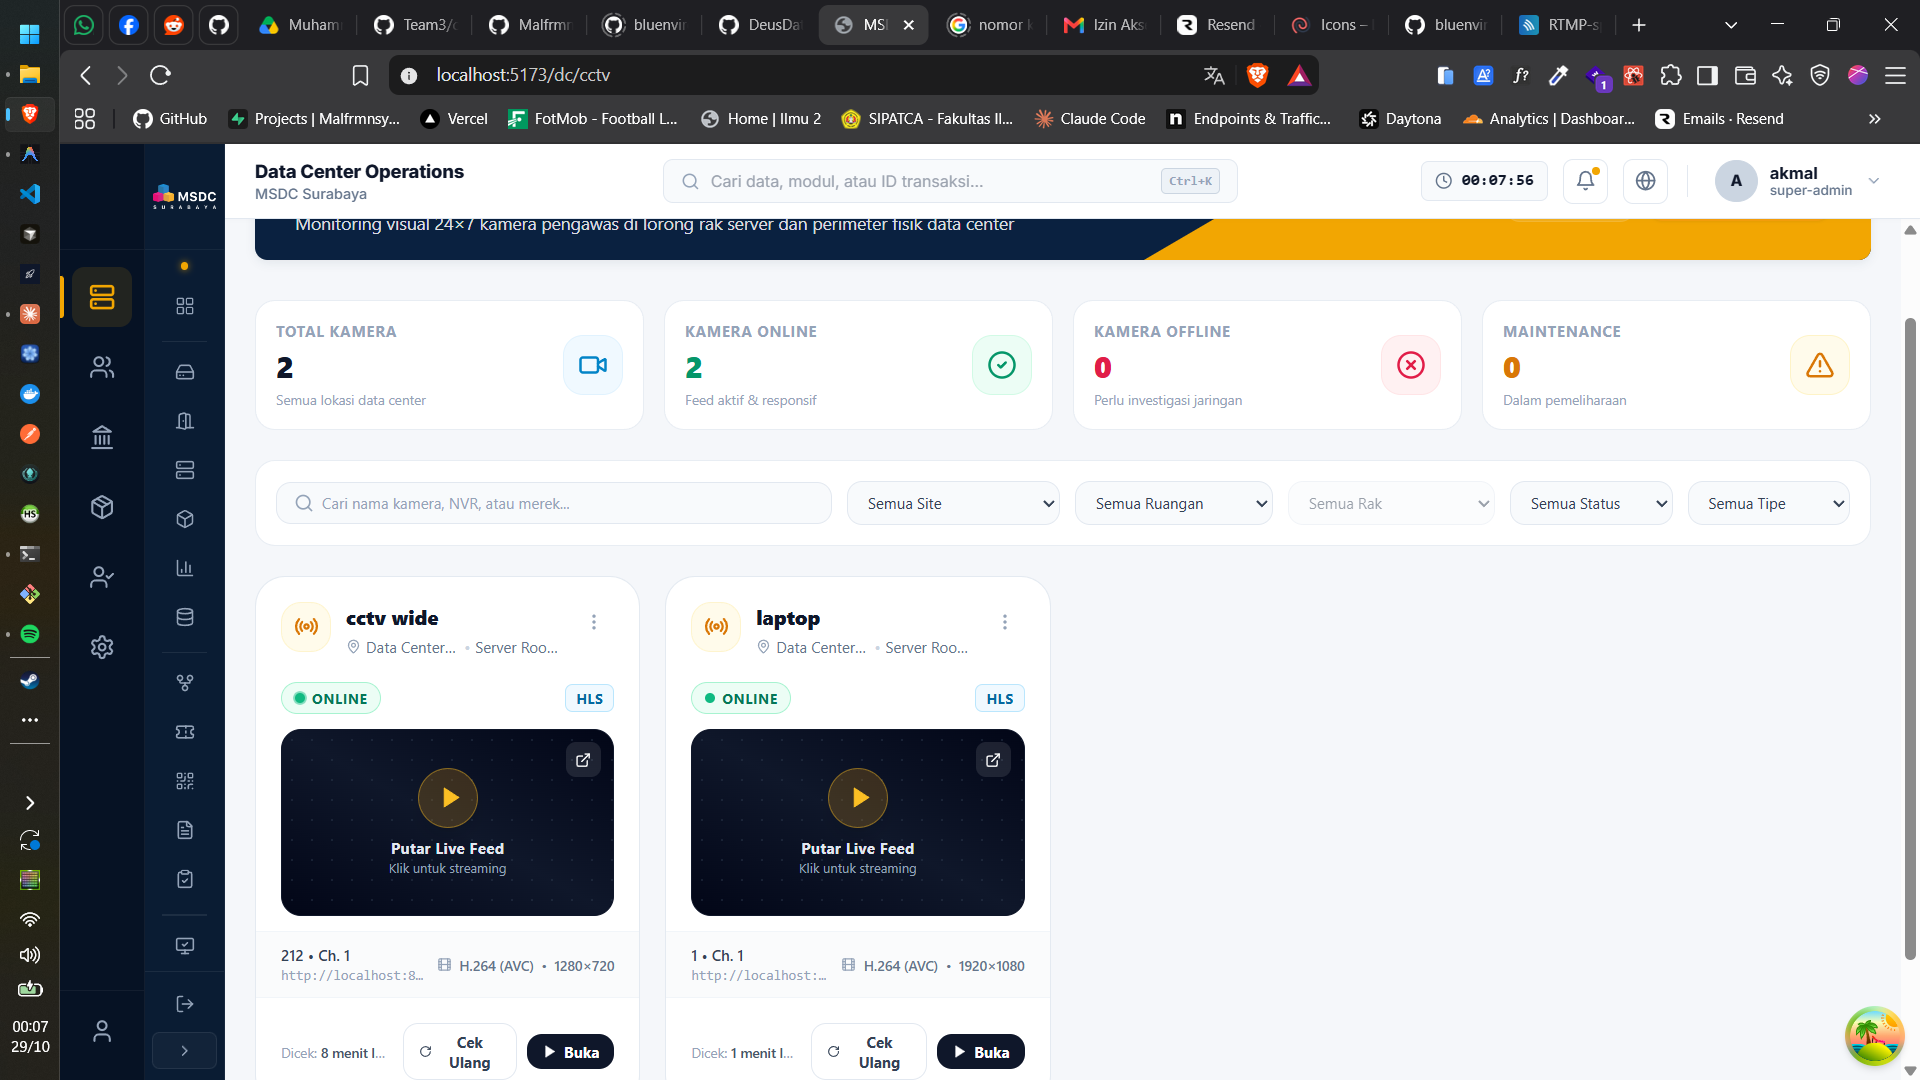 Muham
Team3/c
Malfrmn
bluenvir
DeusDa
MS
nomor k
Izin Aks
Resend
Icons –
bluenvir
RTMP-s
localhost:5173/dc/cctv
1
GitHub
Projects | Malfrmnsy...
Vercel
FotMob - Football L...
Home | Ilmu 2
SIPATCA - Fakultas Il...
Claude Code
Endpoints & Traffic...
Daytona
Analytics | Dashboar...
Emails · Resend
MSDC
SURABAYA
Data Center Operations
MSDC Surabaya
Cari data, modul, atau ID transaksi...
Ctrl+K
00:07:56
A
akmal
super-admin
Monitoring visual 24×7 kamera pengawas di lorong rak server dan perimeter fisik data center
TOTAL KAMERA
2
Semua lokasi data center
KAMERA ONLINE
2
Feed aktif & responsif
KAMERA OFFLINE
0
Perlu investigasi jaringan
MAINTENANCE
0
Dalam pemeliharaan
Cari nama kamera, NVR, atau merek...
Semua Site
Semua Ruangan
Semua Rak
Semua Status
Semua Tipe
cctv wide
Data Center... • Server Roo...
ONLINE
HLS
Putar Live Feed
Klik untuk streaming
212 • Ch. 1
http://localhost:8...
H.264 (AVC) • 1280×720
Dicek: 8 menit l...
Cek Ulang
Buka
laptop
Data Center... • Server Roo...
ONLINE
HLS
Putar Live Feed
Klik untuk streaming
1 • Ch. 1
http://localhost:...
H.264 (AVC) • 1920×1080
Dicek: 1 menit l...
Cek Ulang
Buka
HS
00:07
29/10